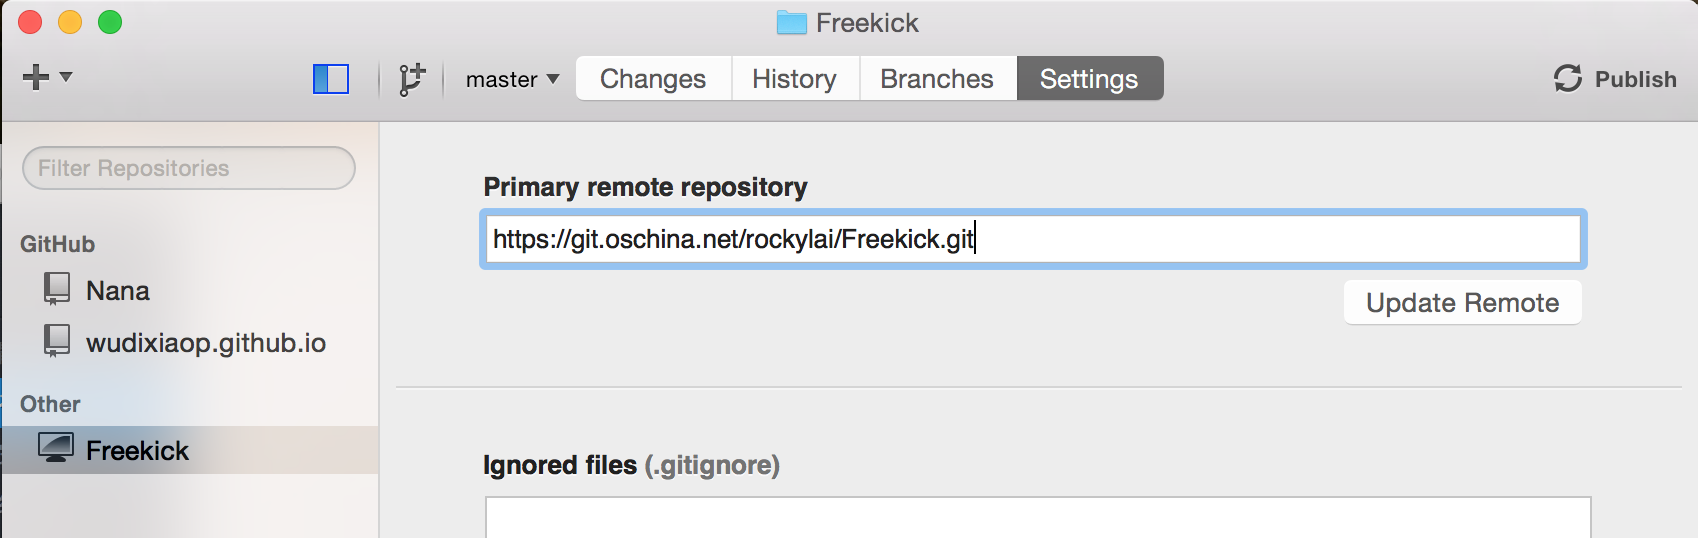 Freekick
master Changes History Branches Settings Publish
Filter Repositories
GitHub
Nana
wudixiaop.github.io
Other
Freekick
Primary remote repository
https://git.oschina.net/rockylai/Freekick.git
Update Remote
Ignored files (.gitignore)